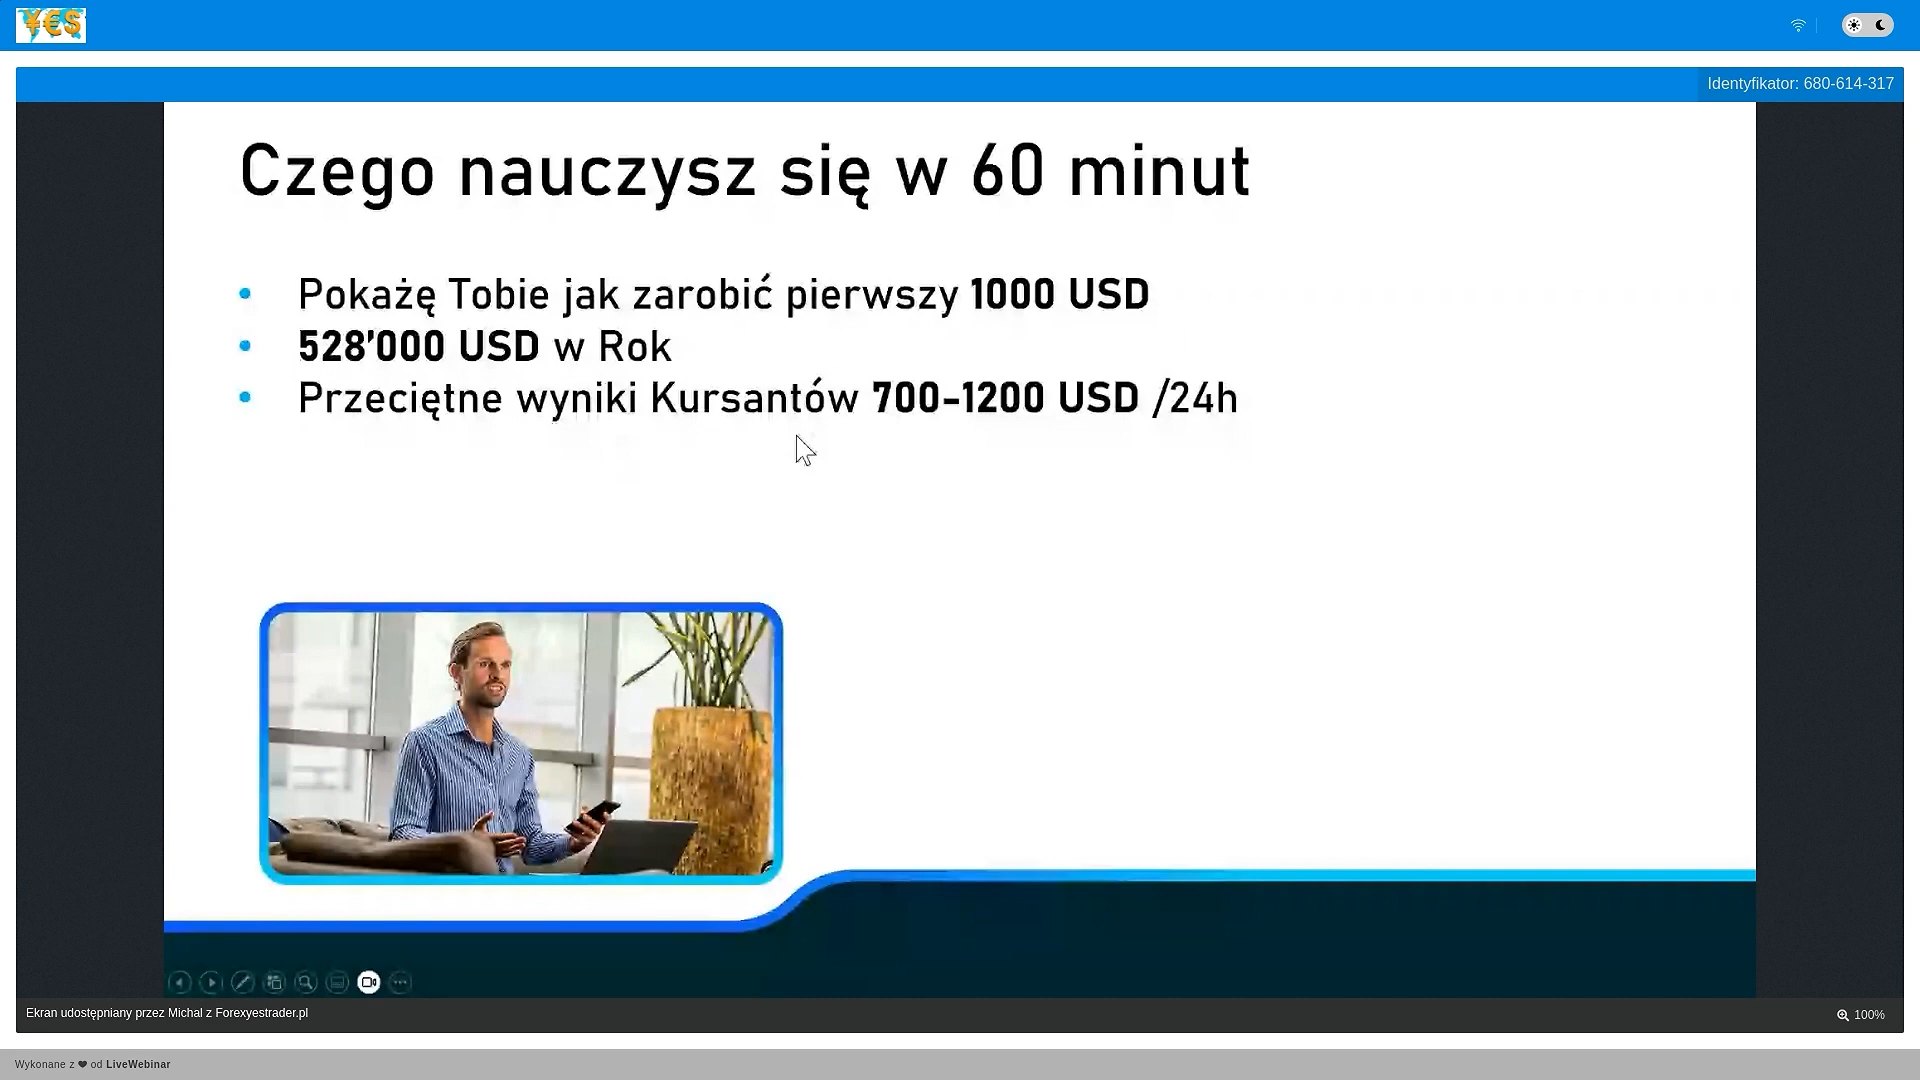 ¥€$
Identyfikator: 680-614-317
Czego nauczysz się w 60 minut
• Pokażę Tobie jak zarobić pierwszy 1000 USD
• 528’000 USD w Rok
• Przeciętne wyniki Kursantów 700-1200 USD /24h
Ekran udostępniany przez Michal z Forexyestrader.pl
100%
Wykonane z ❤ od LiveWebinar